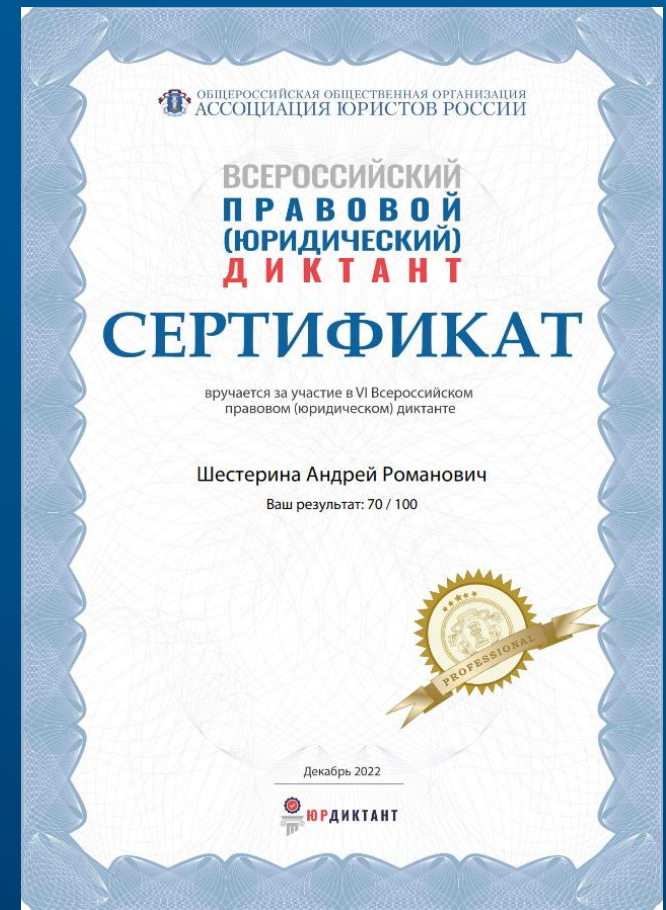 ОБЩЕРОССИЙСКАЯ ОБЩЕСТВЕННАЯ ОРГАНИЗАЦИЯ
АССОЦИАЦИЯ ЮРИСТОВ РОССИИ
ВСЕРОССИЙСКИЙ
ПРАВОВОЙ
(ЮРИДИЧЕСКИЙ)
ДИКТАНТ
СЕРТИФИКАТ
вручается за участие в VI Всероссийском
правовом (юридическом) диктанте
Шестерина Андрей Романович
Ваш результат: 70 / 100
PROFESSIONAL
Декабрь 2022
ЮРДИКТАНТ